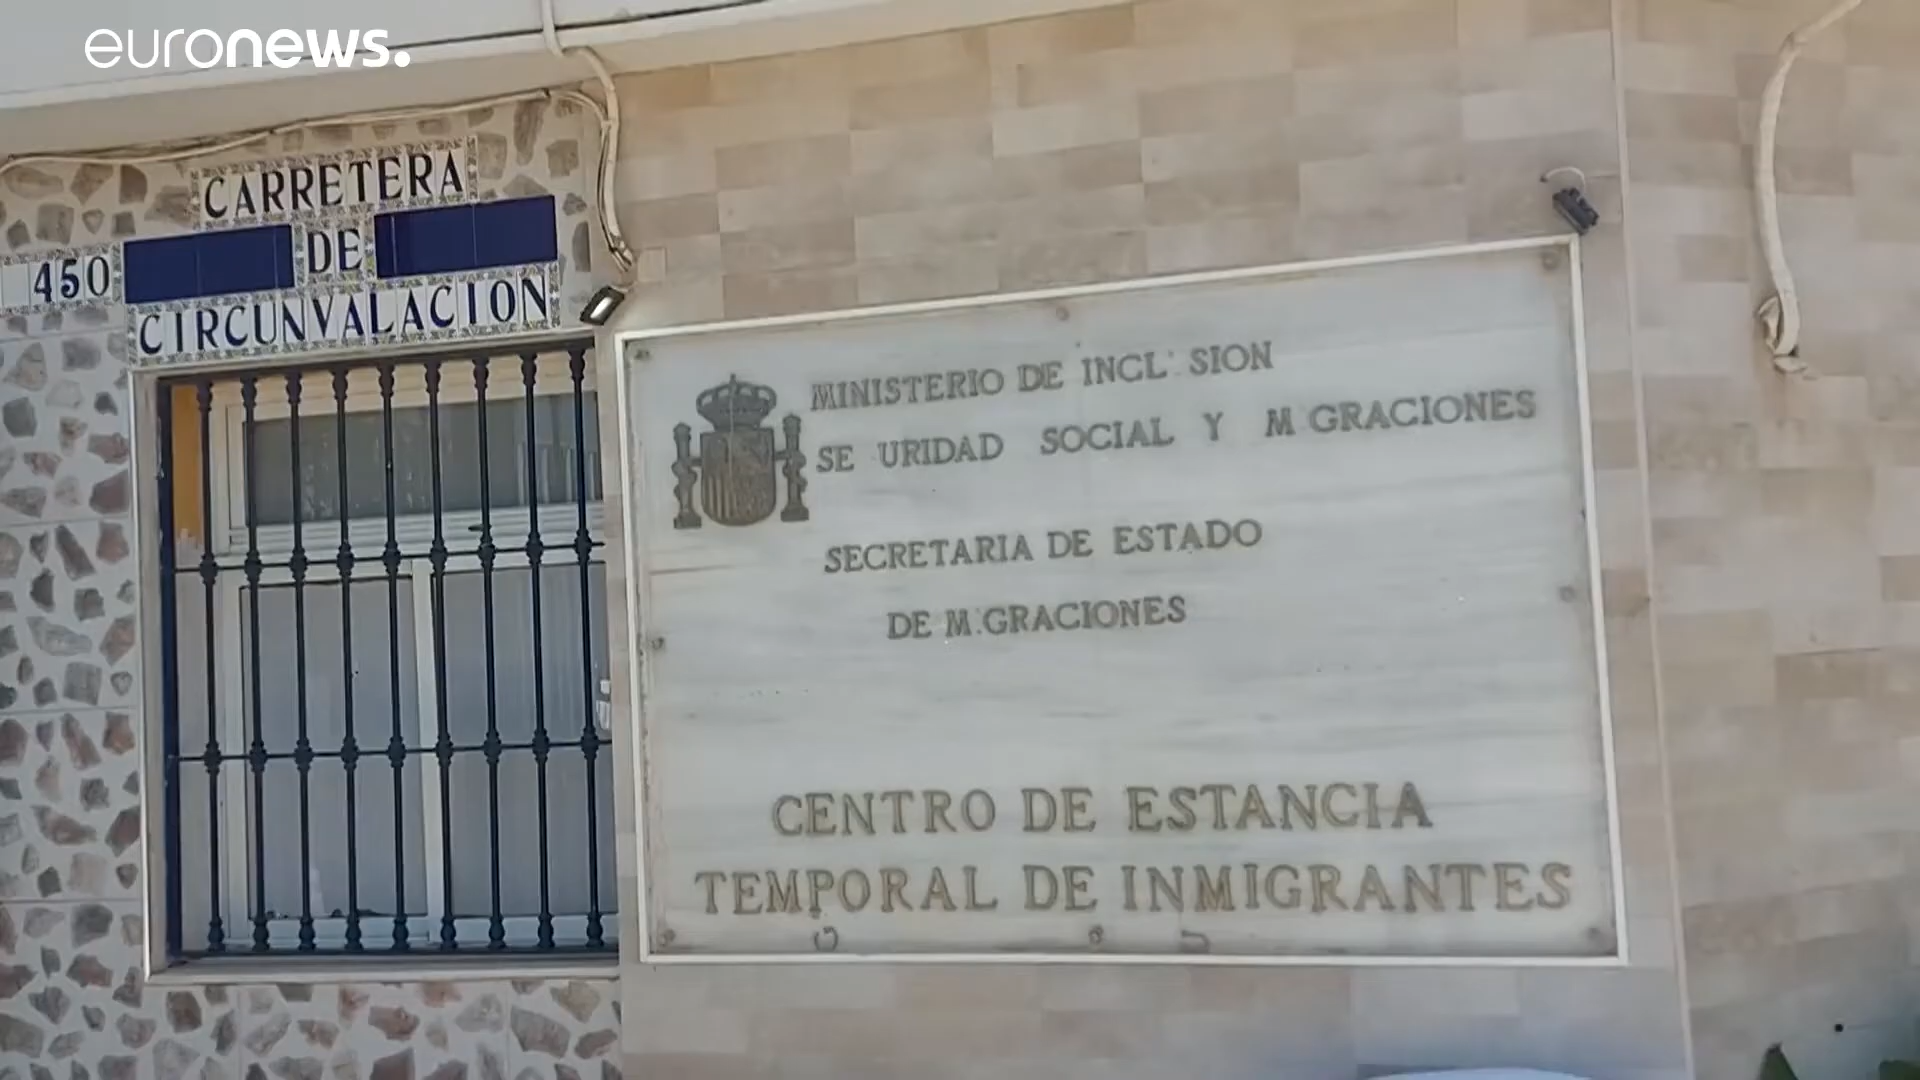 euronews.
CARRETERA
450 DE
CIRCUNVALACION
MINISTERIO DE INCL SION
SE URIDAD SOCIAL Y M GRACIONES
SECRETARIA DE ESTADO
DE M GRACIONES
CENTRO DE ESTANCIA
TEMPORAL DE INMIGRANTES